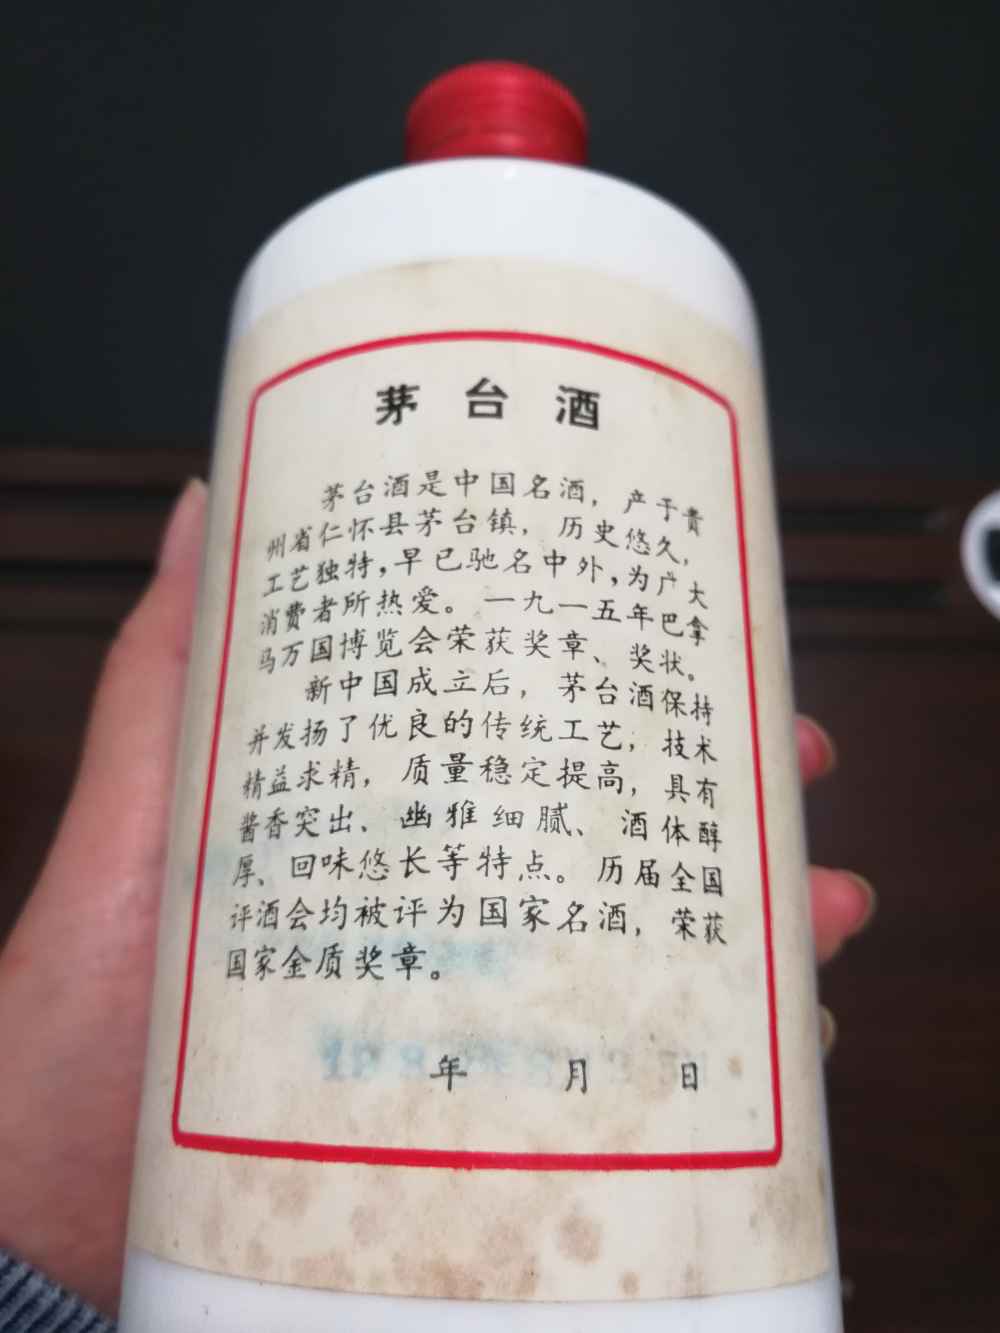 茅台酒
茅台酒是中国名酒，产于贵
州省仁怀县茅台镇，历史悠久，
工艺独特，早已驰名中外，为广大
消费者所热爱。一九一五年巴拿
马万国博览会荣获奖章、奖状。
新中国成立后，茅台酒保持
并发扬了优良的传统工艺，技术
精益求精，质量稳定提高，具有
酱香突出、幽雅细腻、酒体醇
厚、回味悠长等特点。历届全国
评酒会均被评为国家名酒，荣获
国家金质奖章。
年 月 日